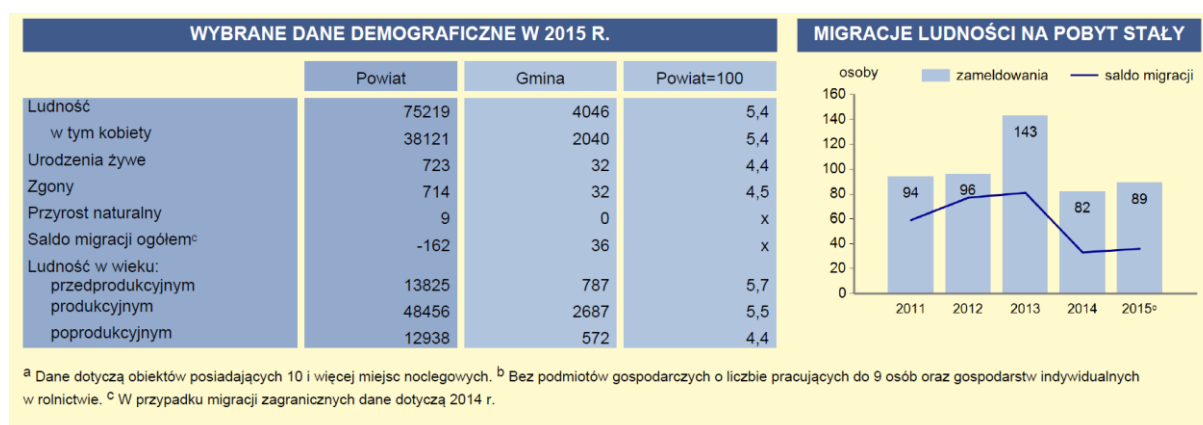 WYBRANE DANE DEMOGRAFICZNE W 2015 R.
Powiat Gmina Powiat=100
Ludność 75219 4046 5,4
w tym kobiety 38121 2040 5,4
Urodzenia żywe 723 32 4,4
Zgony 714 32 4,5
Przyrost naturalny 9 0 x
Saldo migracji ogółemᶜ -162 36 x
Ludność w wieku:
przedprodukcyjnym 13825 787 5,7
produkcyjnym 48456 2687 5,5
poprodukcyjnym 12938 572 4,4
MIGRACJE LUDNOŚCI NA POBYT STAŁY
osoby zameldowania saldo migracji
160
140
120
100
80
60
40
20
0
94 96 143 82 89
2011 2012 2013 2014 2015ᶜ
ᵃ Dane dotyczą obiektów posiadających 10 i więcej miejsc noclegowych. ᵇ Bez podmiotów gospodarczych o liczbie pracujących do 9 osób oraz gospodarstw indywidualnych
w rolnictwie. ᶜ W przypadku migracji zagranicznych dane dotyczą 2014 r.